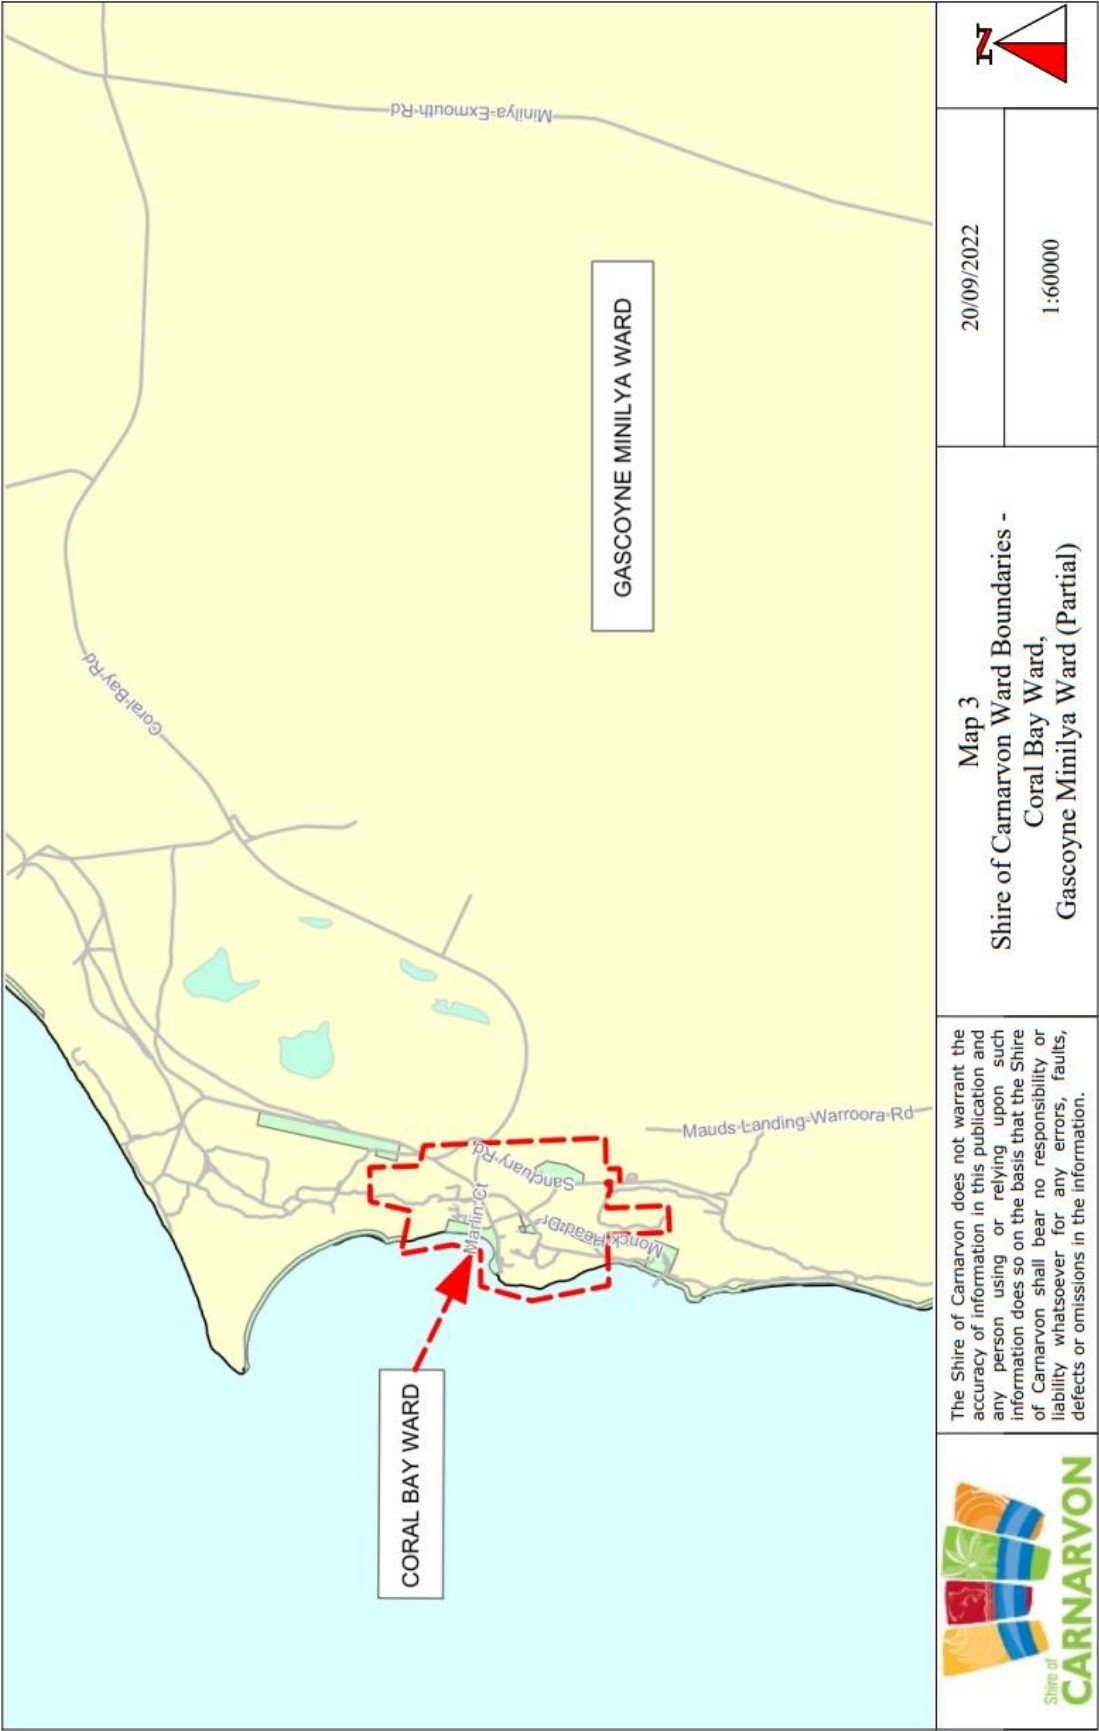 Minilya-Exmouth-Rd
Coral-Bay-Rd
GASCOYNE MINILYA WARD
Mauds-Landing-Warroora-Rd
Sanctuary-Rd
Marlin-Ct
Monck-Head-Dr
CORAL BAY WARD
Shire of
CARNARVON
The Shire of Carnarvon does not warrant the
accuracy of information in this publication and
any person using or relying upon such
information does so on the basis that the Shire
of Carnarvon shall bear no responsibility or
liability whatsoever for any errors, faults,
defects or omissions in the information.
Map 3
Shire of Carnarvon Ward Boundaries -
Coral Bay Ward,
Gascoyne Minilya Ward (Partial)
20/09/2022
1:60000
N